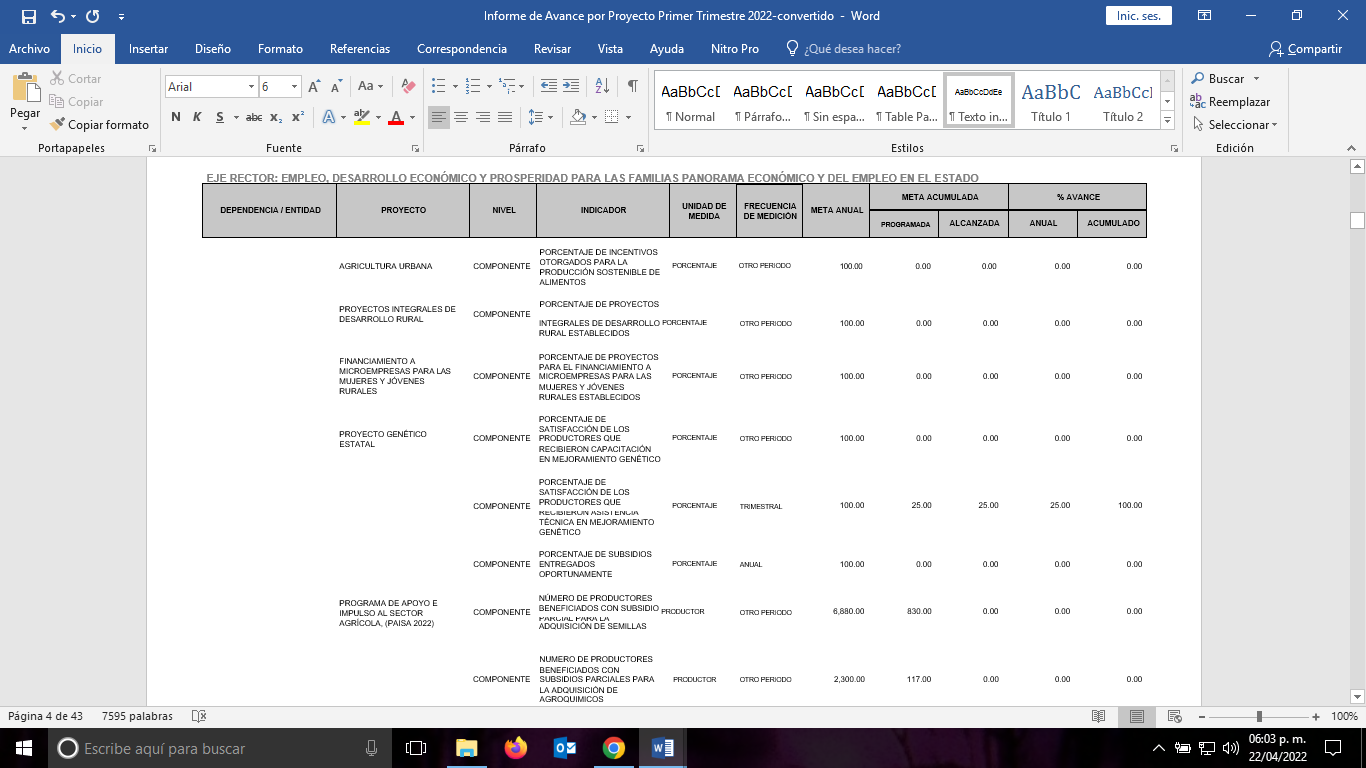 Informe de Avance por Proyecto Primer Trimestre 2022-convertido - Word
Inic. ses.
Archivo Inicio Insertar Diseño Formato Referencias Correspondencia Revisar Vista Ayuda Nitro Pro ¿Qué desea hacer? Compartir
Pegar
Cortar
Copiar
Copiar formato
Portapapeles
Arial 6
N K S abc x₂ x²
Fuente
Párrafo
AaBbCcD AaBbCcD AaBbCcD AaBbCcD AaBbCcDdEe AaBbC AaBbCcI
¶ Normal ¶ Párrafo... ¶ Sin espa... ¶ Table Pa... ¶ Texto in... Título 1 Título 2
Estilos
Buscar
Reemplazar
Seleccionar
Edición
EJE RECTOR: EMPLEO, DESARROLLO ECONÓMICO Y PROSPERIDAD PARA LAS FAMILIAS PANORAMA ECONÓMICO Y DEL EMPLEO EN EL ESTADO
DEPENDENCIA / ENTIDAD
PROYECTO
NIVEL
INDICADOR
UNIDAD DE
MEDIDA
FRECUENCIA
DE MEDICIÓN
META ANUAL
META ACUMULADA
PROGRAMADA
ALCANZADA
% AVANCE
ANUAL
ACUMULADO
AGRICULTURA URBANA
COMPONENTE
PORCENTAJE DE INCENTIVOS
OTORGADOS PARA LA
PRODUCCIÓN SOSTENIBLE DE
ALIMENTOS
PORCENTAJE
OTRO PERIODO
100.00 0.00 0.00 0.00 0.00
PROYECTOS INTEGRALES DE
DESARROLLO RURAL
COMPONENTE
PORCENTAJE DE PROYECTOS
INTEGRALES DE DESARROLLO
RURAL ESTABLECIDOS
PORCENTAJE
OTRO PERIODO
100.00 0.00 0.00 0.00 0.00
FINANCIAMIENTO A
MICROEMPRESAS PARA LAS
MUJERES Y JÓVENES
RURALES
COMPONENTE
PORCENTAJE DE PROYECTOS
PARA EL FINANCIAMIENTO A
MICROEMPRESAS PARA LAS
MUJERES Y JÓVENES
RURALES ESTABLECIDOS
PORCENTAJE
OTRO PERIODO
100.00 0.00 0.00 0.00 0.00
PROYECTO GENÉTICO
ESTATAL
COMPONENTE
PORCENTAJE DE
SATISFACCIÓN DE LOS
PRODUCTORES QUE
RECIBIERON CAPACITACIÓN
EN MEJORAMIENTO GENÉTICO
PORCENTAJE
OTRO PERIODO
100.00 0.00 0.00 0.00 0.00
COMPONENTE
PORCENTAJE DE
SATISFACCIÓN DE LOS
PRODUCTORES QUE
RECIBIERON ASISTENCIA
TÉCNICA EN MEJORAMIENTO
GENÉTICO
PORCENTAJE
TRIMESTRAL
100.00 25.00 25.00 25.00 100.00
COMPONENTE
PORCENTAJE DE SUBSIDIOS
ENTREGADOS
OPORTUNAMENTE
PORCENTAJE
ANUAL
100.00 0.00 0.00 0.00 0.00
PROGRAMA DE APOYO E
IMPULSO AL SECTOR
AGRÍCOLA, (PAISA 2022)
COMPONENTE
NÚMERO DE PRODUCTORES
BENEFICIADOS CON SUBSIDIO
PARCIAL PARA LA
ADQUISICIÓN DE SEMILLAS
PRODUCTOR
OTRO PERIODO
6,880.00 830.00 0.00 0.00 0.00
COMPONENTE
NUMERO DE PRODUCTORES
BENEFICIADOS CON
SUBSIDIOS PARCIALES PARA
LA ADQUISICIÓN DE
AGROQUIMICOS
PRODUCTOR
OTRO PERIODO
2,300.00 117.00 0.00 0.00 0.00
Página 4 de 43 7595 palabras 100%
Escribe aquí para buscar
06:03 p. m.
22/04/2022